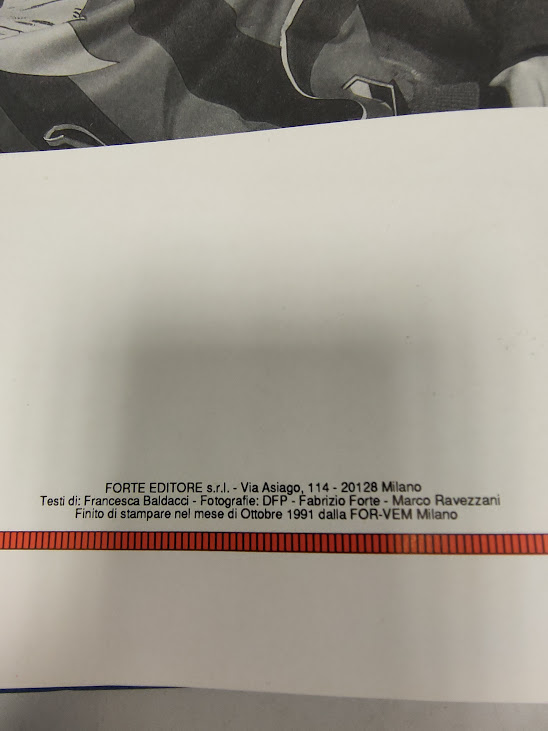 FORTE EDITORE s.r.l. - Via Asiago, 114 - 20128 Milano
Testi di: Francesca Baldacci - Fotografie: DFP - Fabrizio Forte - Marco Ravezzani
Finito di stampare nel mese di Ottobre 1991 dalla FOR-VEM Milano